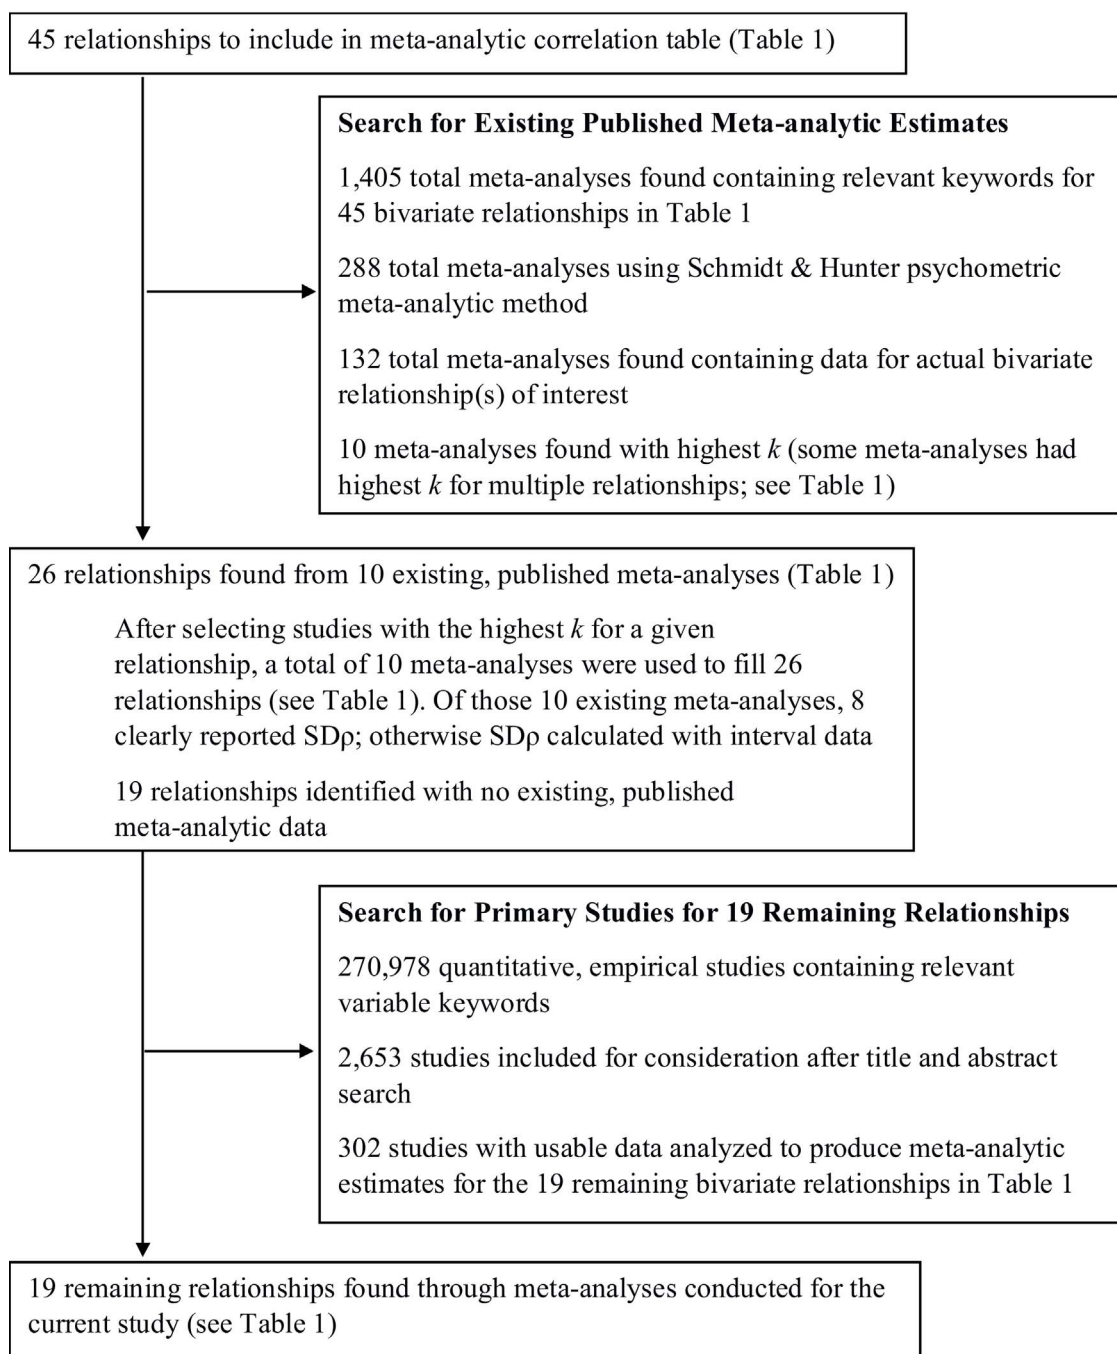 45 relationships to include in meta-analytic correlation table (Table 1)
Search for Existing Published Meta-analytic Estimates
1,405 total meta-analyses found containing relevant keywords for
45 bivariate relationships in Table 1
288 total meta-analyses using Schmidt & Hunter psychometric
meta-analytic method
132 total meta-analyses found containing data for actual bivariate
relationship(s) of interest
10 meta-analyses found with highest k (some meta-analyses had
highest k for multiple relationships; see Table 1)
26 relationships found from 10 existing, published meta-analyses (Table 1)
After selecting studies with the highest k for a given
relationship, a total of 10 meta-analyses were used to fill 26
relationships (see Table 1). Of those 10 existing meta-analyses, 8
clearly reported SDρ; otherwise SDρ calculated with interval data
19 relationships identified with no existing, published
meta-analytic data
Search for Primary Studies for 19 Remaining Relationships
270,978 quantitative, empirical studies containing relevant
variable keywords
2,653 studies included for consideration after title and abstract
search
302 studies with usable data analyzed to produce meta-analytic
estimates for the 19 remaining bivariate relationships in Table 1
19 remaining relationships found through meta-analyses conducted for the
current study (see Table 1)